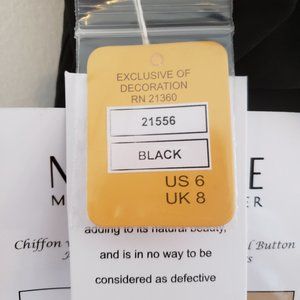 EXCLUSIVE OF
DECORATION
RN 21360
21556
BLACK
US 6
UK 8
adding to its natural beauty,
and is in no way to be
considered as defective
Chiffon
Button